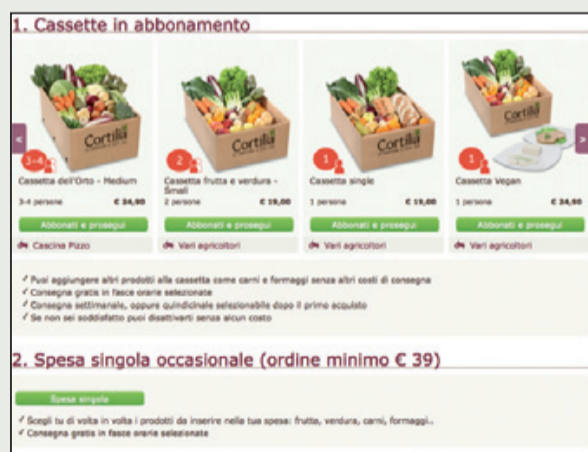 1. Cassette in abbonamento
Cortilia Cortilia Cortilia Cortilia
< 3-4 2 1 1 >
Cassetta dell'Orto - Medium Cassetta frutta e verdura - Small Cassetta single Cassetta Vegan
3-4 persone € 24,90 2 persone € 19,00 1 persona € 19,00 1 persona € 24,90
Abbonati e prosegui Abbonati e prosegui Abbonati e prosegui Abbonati e prosegui
Cascina Pizzo Vari agricoltori Vari agricoltori Vari agricoltori
✓ Puoi aggiungere altri prodotti alla cassetta come carni e formaggi senza altri costi di consegna
✓ Consegna gratis in fasce orarie selezionate
✓ Consegna settimanale, oppure quindicinale selezionabile dopo il primo acquisto
✓ Se non sei soddisfatto puoi disattivarti senza alcun costo
2. Spesa singola occasionale (ordine minimo € 39)
Spesa singola
✓ Scegli tu di volta in volta i prodotti da inserire nella tua spesa: frutta, verdura, carni, formaggi..
✓ Consegna gratis in fasce orarie selezionate